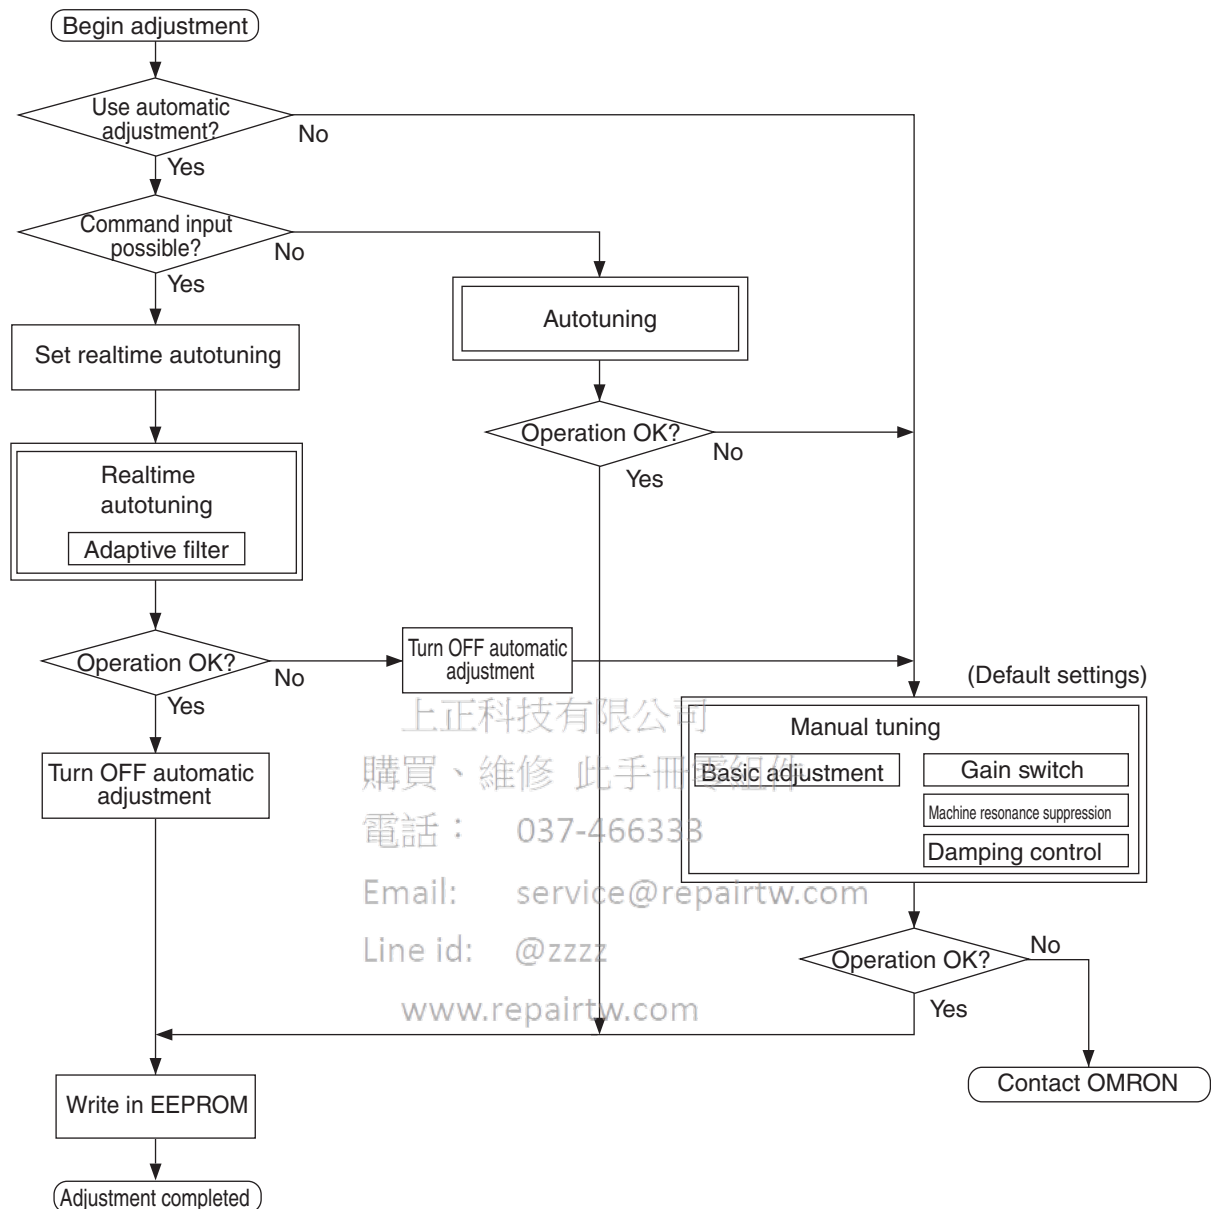 Begin adjustment
Use automatic
adjustment?
No
Yes
Command input
possible?
No
Yes
Set realtime autotuning
Autotuning
Operation OK?
No
Yes
Realtime
autotuning
Adaptive filter
Operation OK?
No
Yes
Turn OFF automatic
adjustment
Turn OFF automatic
adjustment
(Default settings)
Manual tuning
Basic adjustment
Gain switch
Machine resonance suppression
Damping control
Operation OK?
No
Yes
Contact OMRON
Write in EEPROM
Adjustment completed
上正科技有限公司
購買、維修 此手冊零組件
電話： 037-466333
Email: service@repairtw.com
Line id: @zzzz
www.repairtw.com